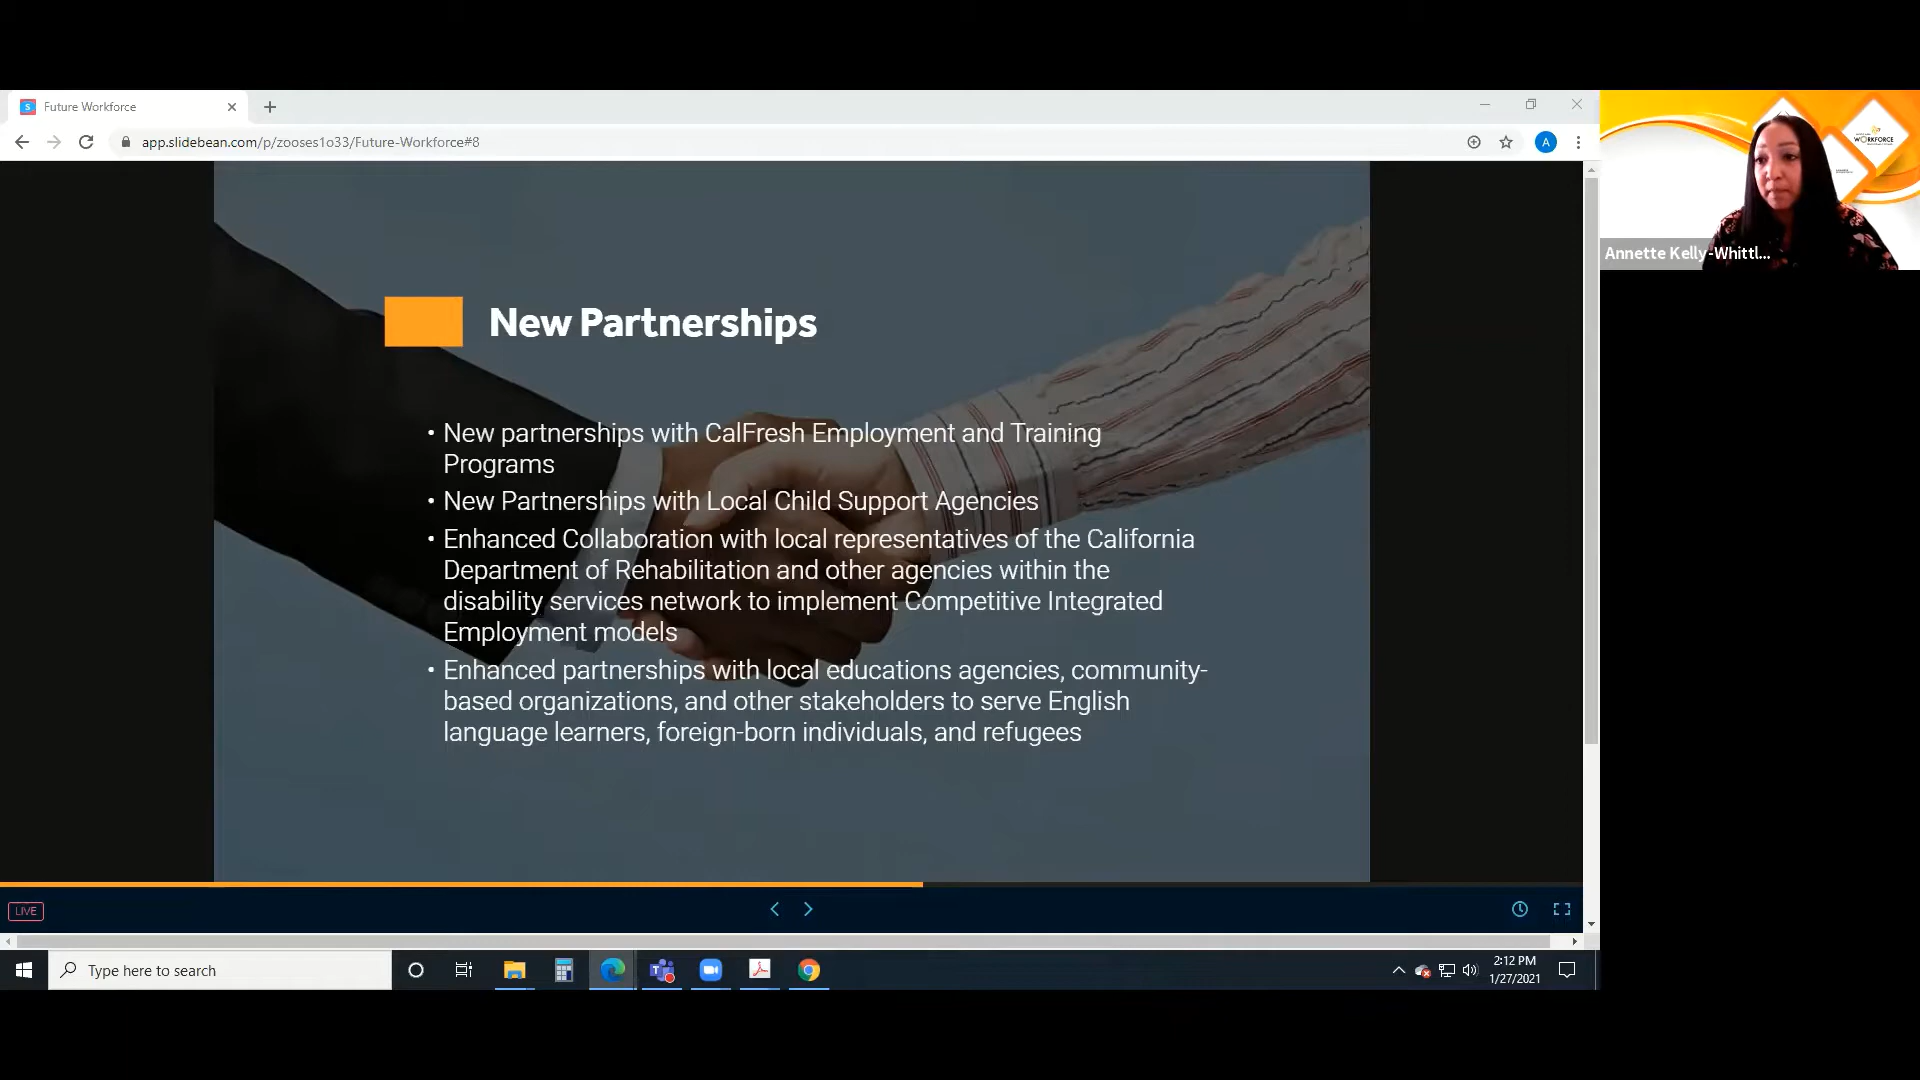 Future Workforce
app.slidebean.com/p/zooses1o33/Future-Workforce#8
A
WORKFORCE
Annette Kelly-Whittl...
New Partnerships
• New partnerships with CalFresh Employment and Training
Programs
• New Partnerships with Local Child Support Agencies
• Enhanced Collaboration with local representatives of the California
Department of Rehabilitation and other agencies within the
disability services network to implement Competitive Integrated
Employment models
• Enhanced partnerships with local educations agencies, community-
based organizations, and other stakeholders to serve English
language learners, foreign-born individuals, and refugees
LIVE
Type here to search
2:12 PM
1/27/2021